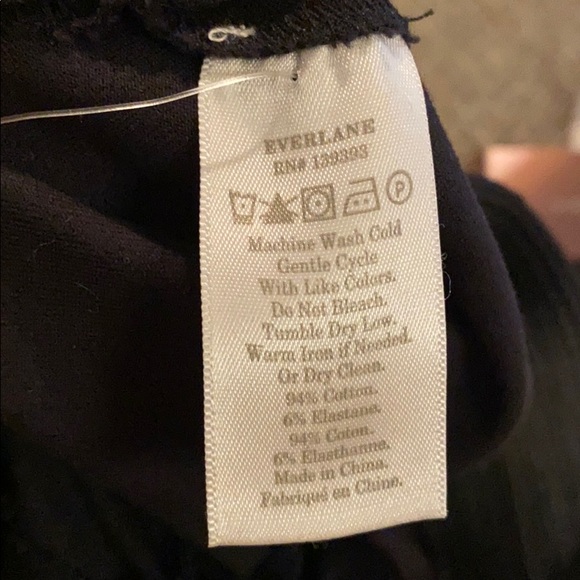 EVERLANE
RN# 139393
P
Machine Wash Cold
Gentle Cycle
With Like Colors.
Do Not Bleach.
Tumble Dry Low.
Warm Iron if Needed.
Or Dry Clean.
94% Cotton.
6% Elastane.
94% Coton.
6% Elasthanne.
Made in China.
Fabriqué en Chine.